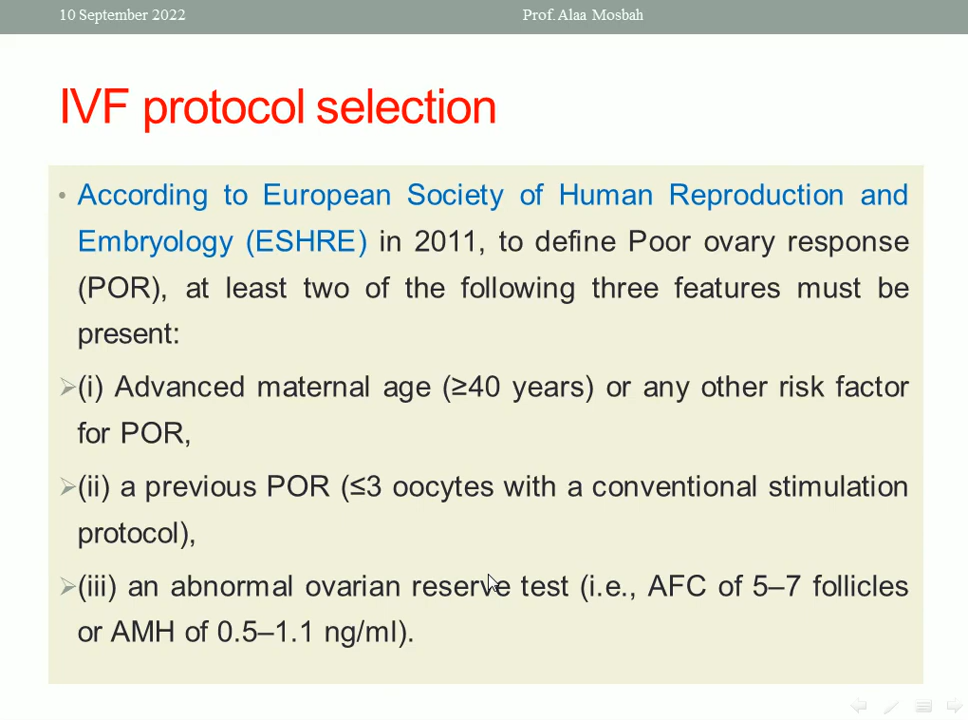 10 September 2022
Prof. Alaa Mosbah
IVF protocol selection
• According to European Society of Human Reproduction and
Embryology (ESHRE) in 2011, to define Poor ovary response
(POR), at least two of the following three features must be
present:
(i) Advanced maternal age (≥40 years) or any other risk factor
for POR,
(ii) a previous POR (≤3 oocytes with a conventional stimulation
protocol),
(iii) an abnormal ovarian reserve test (i.e., AFC of 5–7 follicles
or AMH of 0.5–1.1 ng/ml).